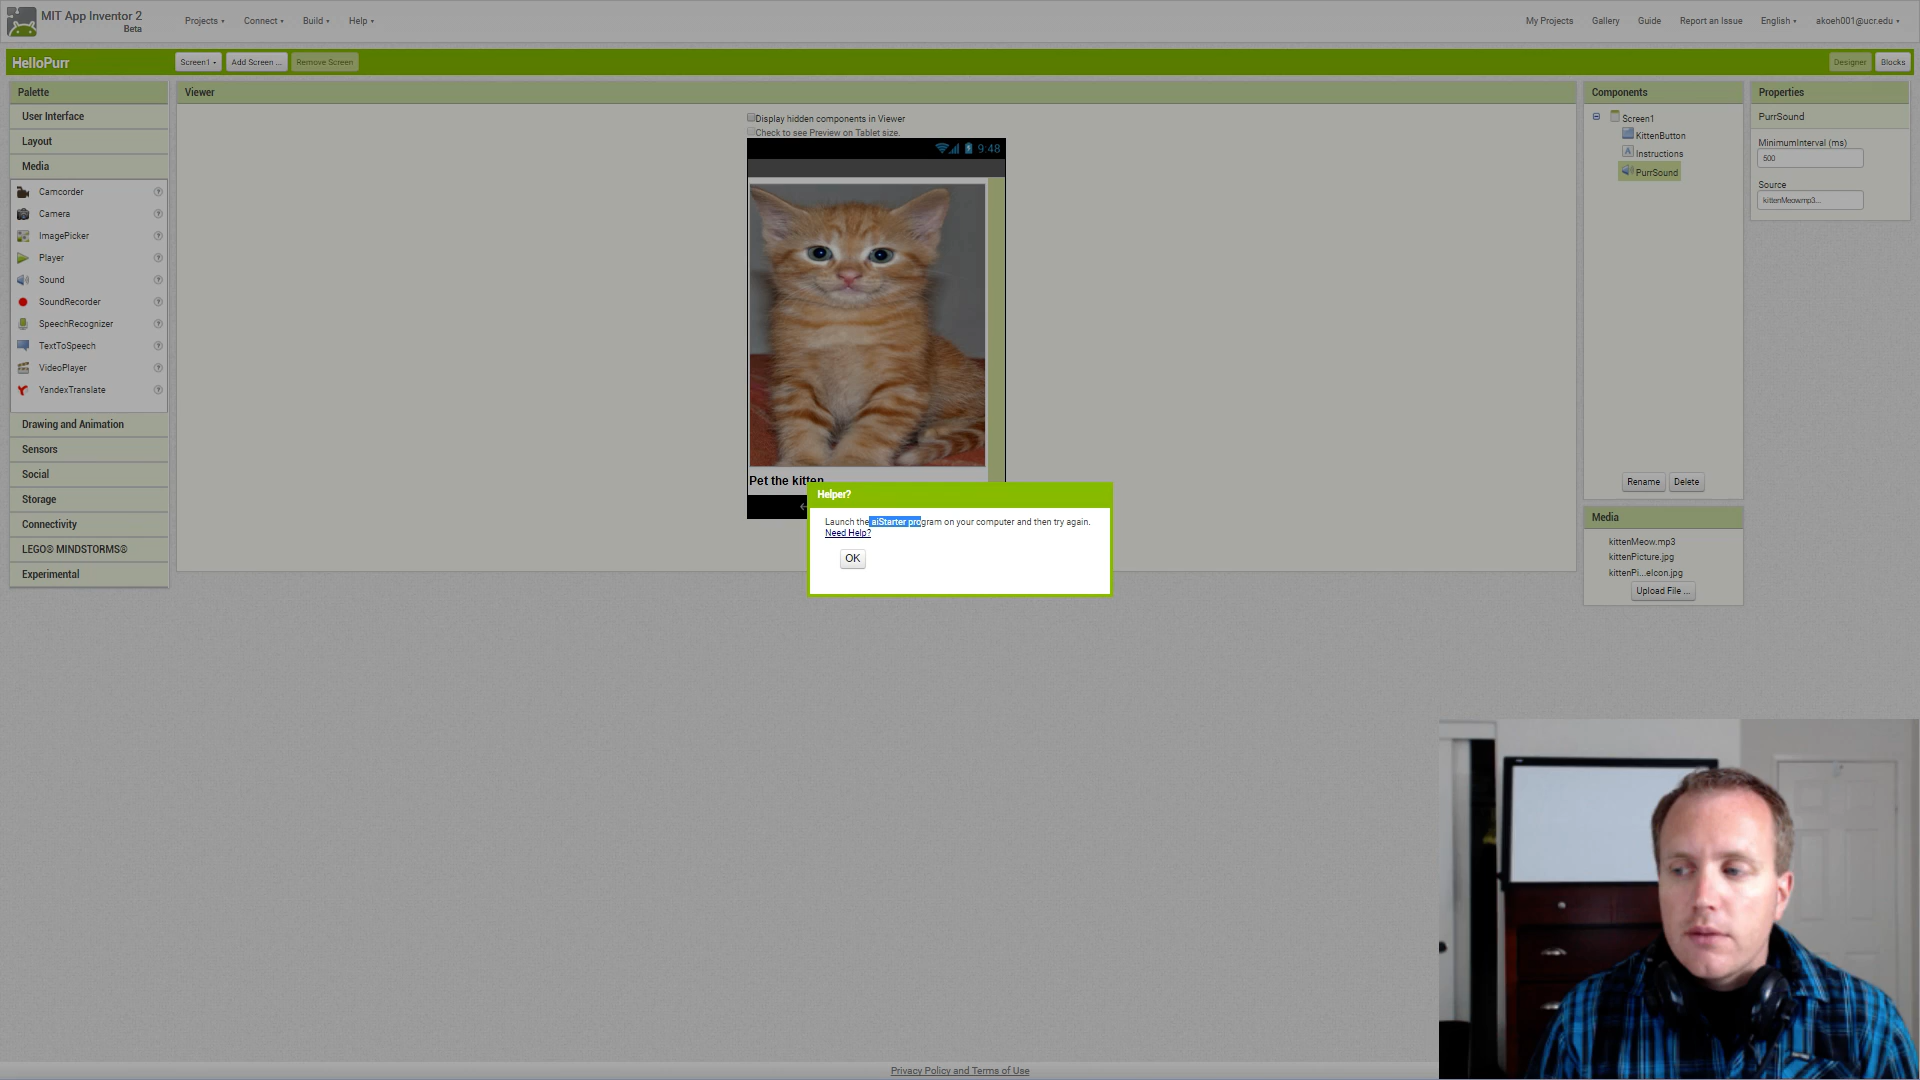 MIT App Inventor 2
Beta
Projects
Connect
Build
Help
My Projects
Gallery
Guide
Report an Issue
English
akoeh001@ucr.edu
HelloPurr
Screen1
Add Screen ...
Remove Screen
Designer
Blocks
Palette
User Interface
Layout
Media
Camcorder
Camera
ImagePicker
Player
Sound
SoundRecorder
SpeechRecognizer
TextToSpeech
VideoPlayer
YandexTranslate
Drawing and Animation
Sensors
Social
Storage
Connectivity
LEGO® MINDSTORMS®
Experimental
Viewer
Display hidden components in Viewer
Check to see Preview on Tablet size.
9:48
Pet the kitten
Helper?
Launch the aiStarter program on your computer and then try again.
Need Help?
OK
Components
Screen1
KittenButton
Instructions
PurrSound
Rename
Delete
Media
kittenMeow.mp3
kittenPicture.jpg
kittenPi...eIcon.jpg
Upload File ...
Properties
PurrSound
MinimumInterval (ms)
500
Source
kittenMeow.mp3...
Privacy Policy and Terms of Use